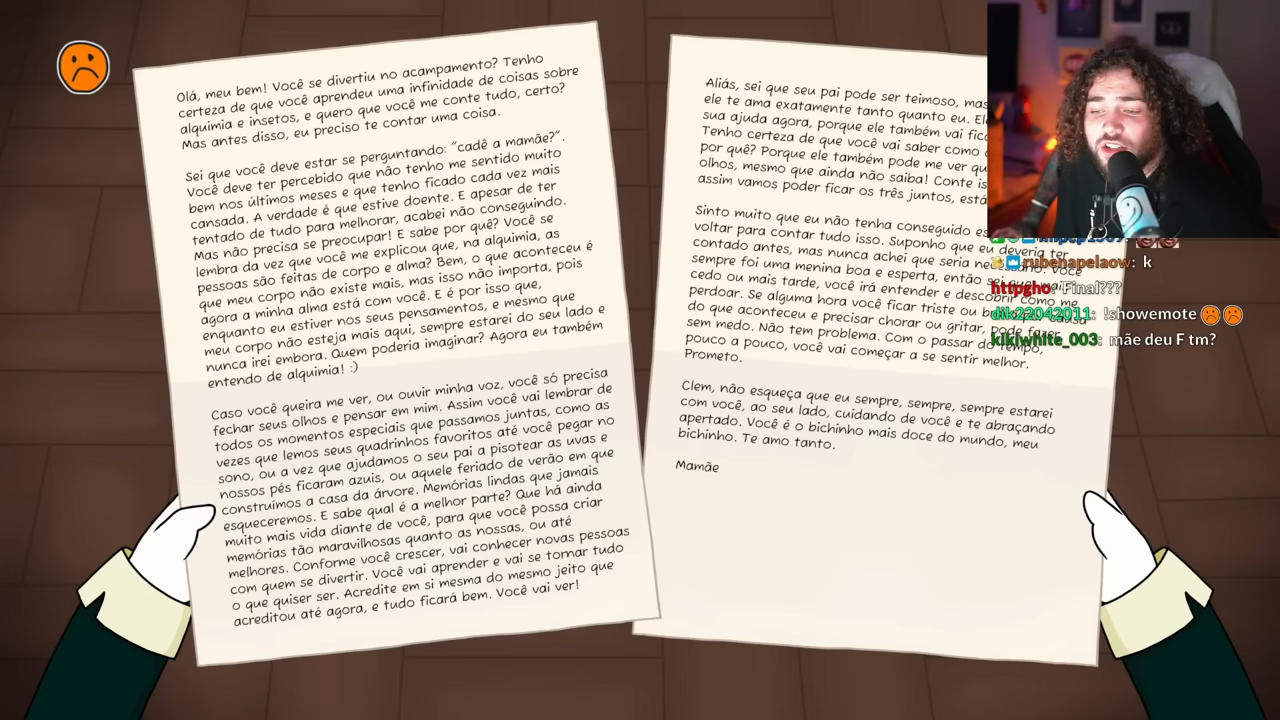 Olá, meu bem! Você se divertiu no acampamento? Tenho
certeza de que você aprendeu uma infinidade de coisas sobre
alquimia e insetos, e quero que você me conte tudo, certo?
Mas antes disso, eu preciso te contar uma coisa.
Sei que você deve estar se perguntando: “cadê a mamãe?”.
Você deve ter percebido que não tenho me sentido muito
bem nos últimos meses e que tenho ficado cada vez mais
cansada. A verdade é que estive doente. E apesar de ter
tentado de tudo para melhorar, acabei não conseguindo.
Mas não precisa se preocupar! E sabe por quê? Você se
lembra da vez que você me explicou que, na alquimia, as
pessoas são feitas de corpo e alma? Bem, o que aconteceu é
que meu corpo não existe mais, mas isso não importa, pois
agora a minha alma está com você. E é por isso que,
enquanto eu estiver nos seus pensamentos, e mesmo que
meu corpo não esteja mais aqui, sempre estarei do seu lado e
nunca irei embora. Quem poderia imaginar? Agora eu também
entendo de alquimia! :)
Caso você queira me ver, ou ouvir minha voz, você só precisa
fechar seus olhos e pensar em mim. Assim você vai lembrar de
todos os momentos especiais que passamos juntas, como as
vezes que lemos seus quadrinhos favoritos até você pegar no
sono, ou a vez que ajudamos o seu pai a pisotear as uvas e
nossos pés ficaram azuis, ou aquele feriado de verão em que
construímos a casa da árvore. Memórias lindas que jamais
esqueceremos. E sabe qual é a melhor parte? Que há ainda
muito mais vida diante de você, para que você possa criar
memórias tão maravilhosas quanto as nossas, ou até
melhores. Conforme você crescer, vai conhecer novas pessoas
com quem se divertir. Você vai aprender e vai se tornar tudo
o que quiser ser. Acredite em si mesma do mesmo jeito que
acreditou até agora, e tudo ficará bem. Você vai ver!
Aliás, sei que seu pai pode ser teimoso, mas
ele te ama exatamente tanto quanto eu.
sua ajuda agora, porque ele também vai
Tenho certeza de que você vai saber como
por quê? Porque ele também pode me ver
olhos, mesmo que ainda não saiba! Conte
assim vamos poder ficar os três juntos,
Sinto muito que eu não tenha conseguido
voltar para contar tudo isso. Suponho que eu deveria ter
contado antes, mas nunca achei que seria necessário. Você
sempre foi uma menina boa e esperta, então
cedo ou mais tarde, você irá entender e descobrir como me
perdoar. Se alguma hora você ficar triste ou causa
do que aconteceu e precisar chorar ou gritar, pode fazer
sem medo. Não tem problema. Com o passar do tempo,
pouco a pouco, você vai começar a se sentir melhor.
Prometo.
Clem, não esqueça que eu sempre, sempre, sempre estarei
com você, ao seu lado, cuidando de você e te abraçando
apertado. Você é o bichinho mais doce do mundo, meu
bichinho. Te amo tanto.
Mamãe
rubenapelaow: k
httpgho: Final???
dik22042011: !showemote
kikiwhite_003: mãe deu F tm?